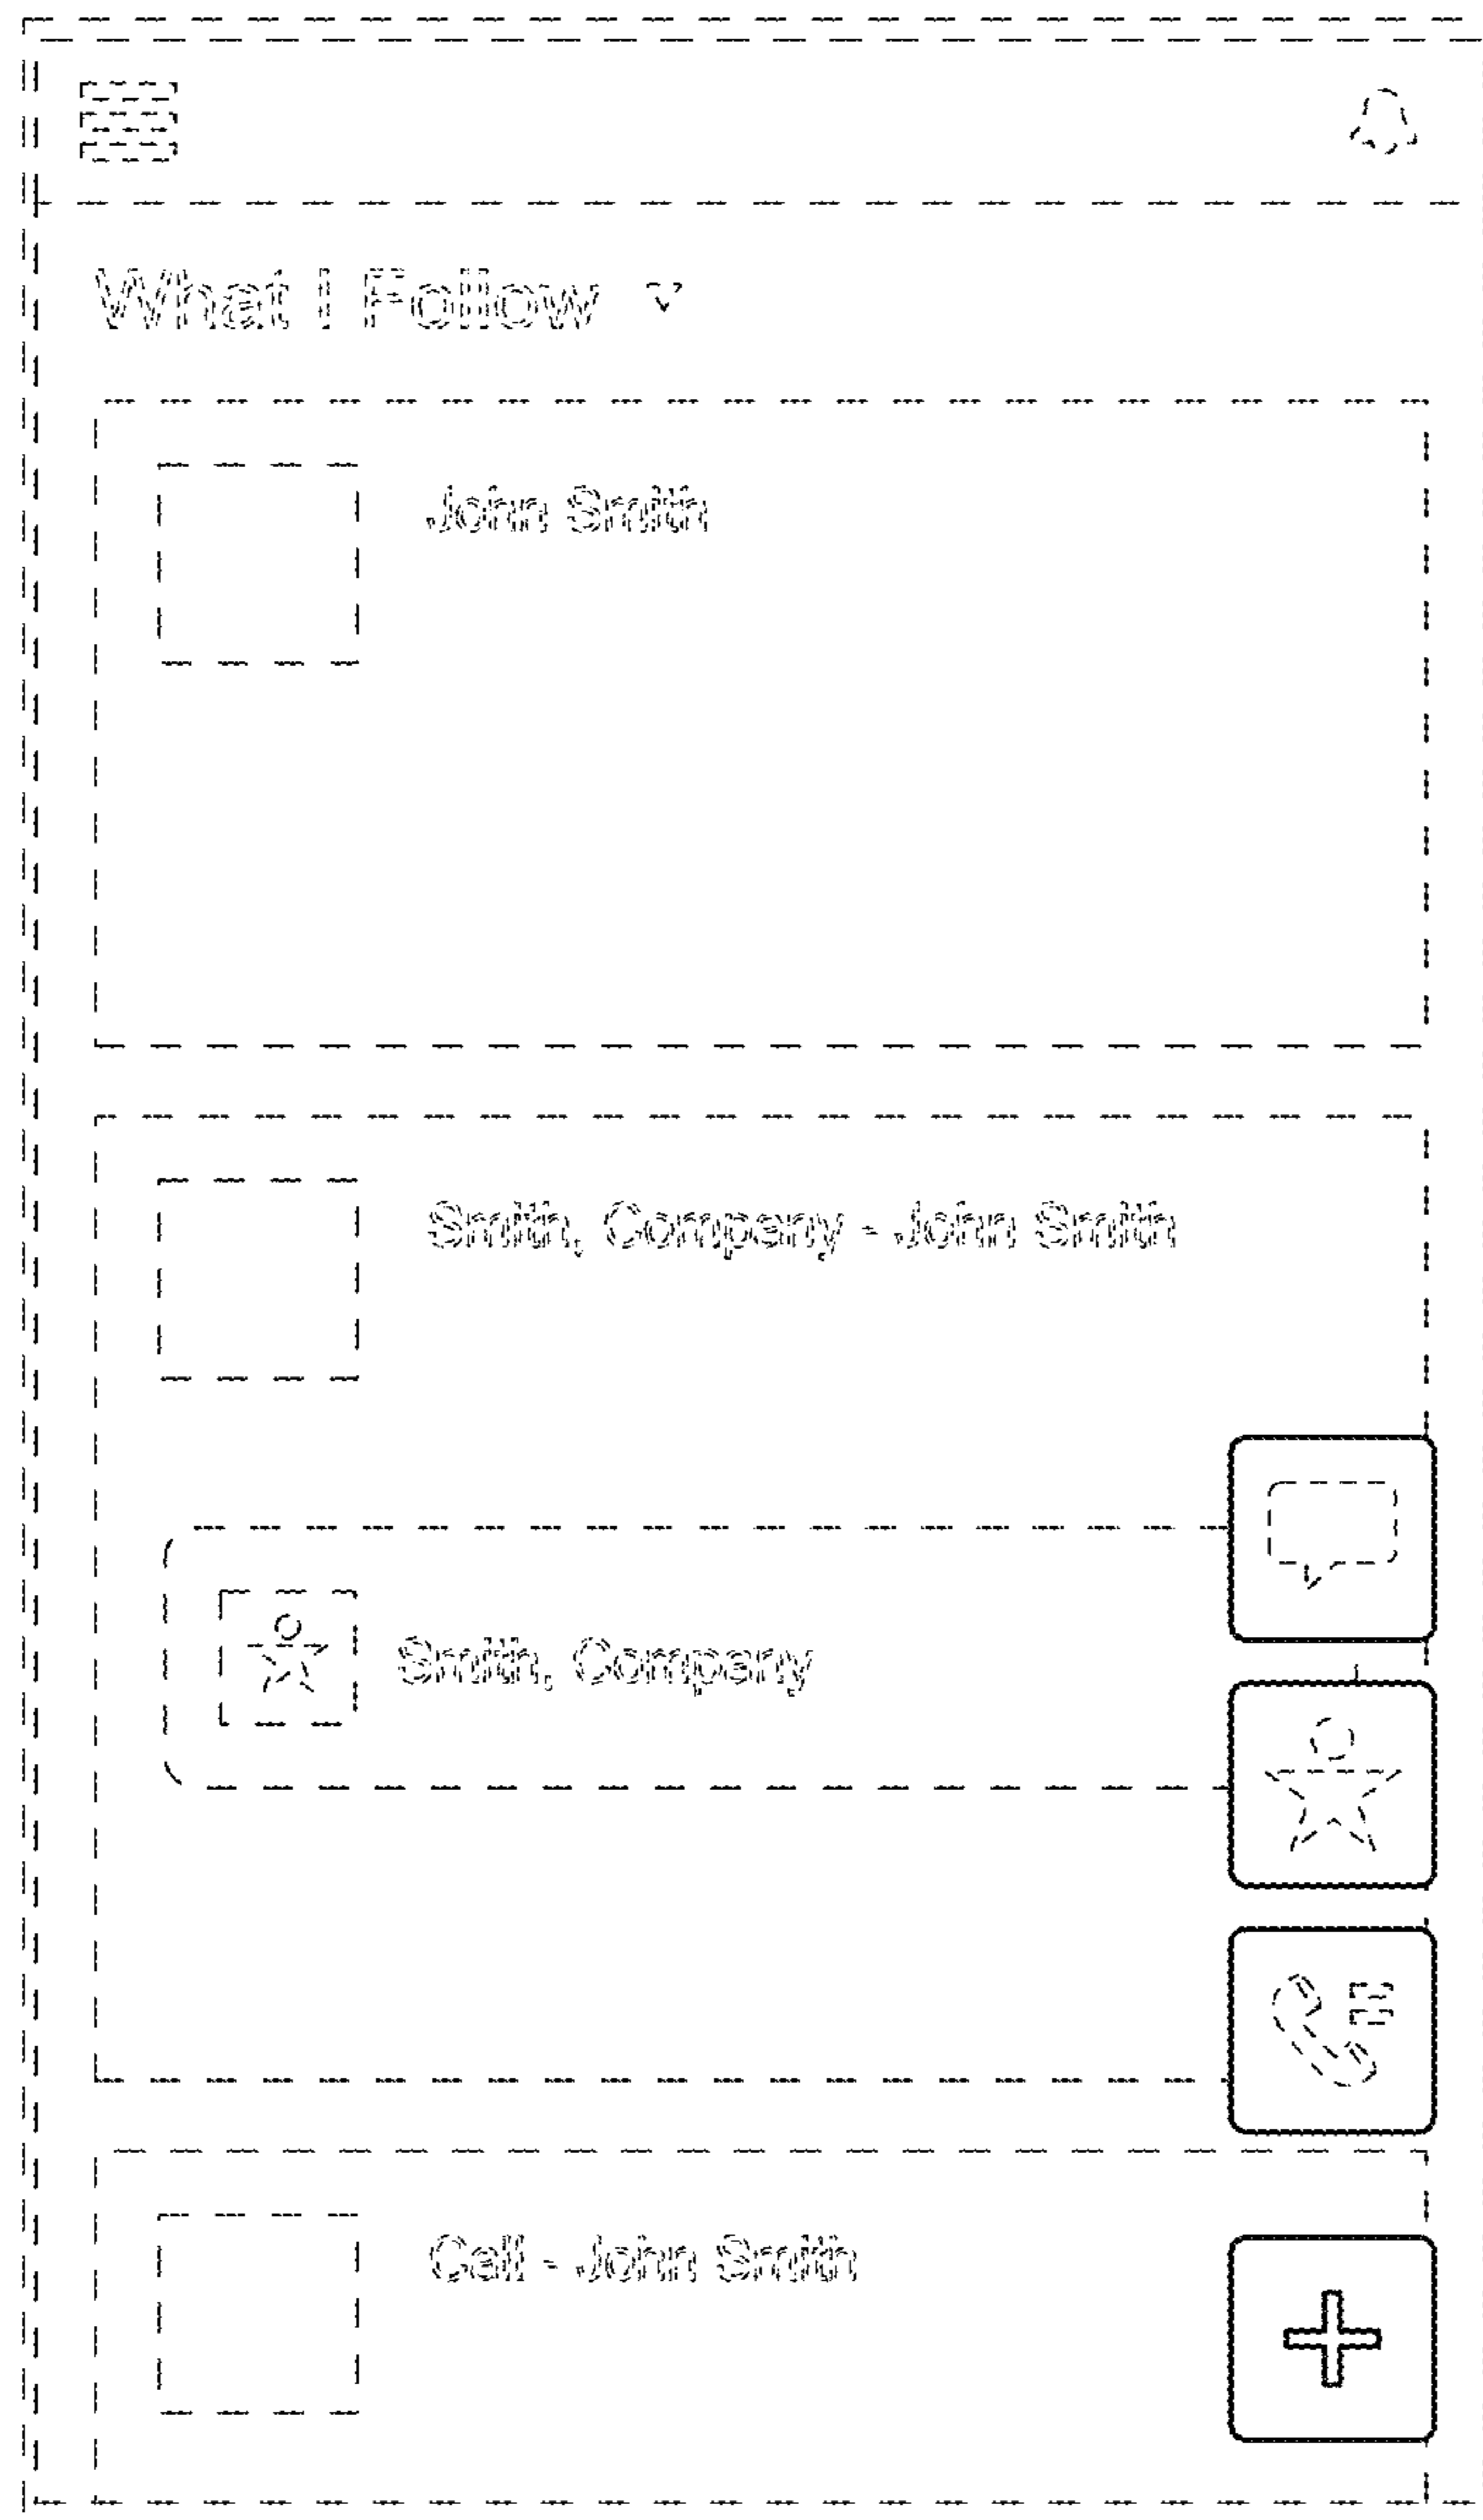 What I Follow
John Smith
Smith, Company - John Smith
Smith, Company
Call - John Smith